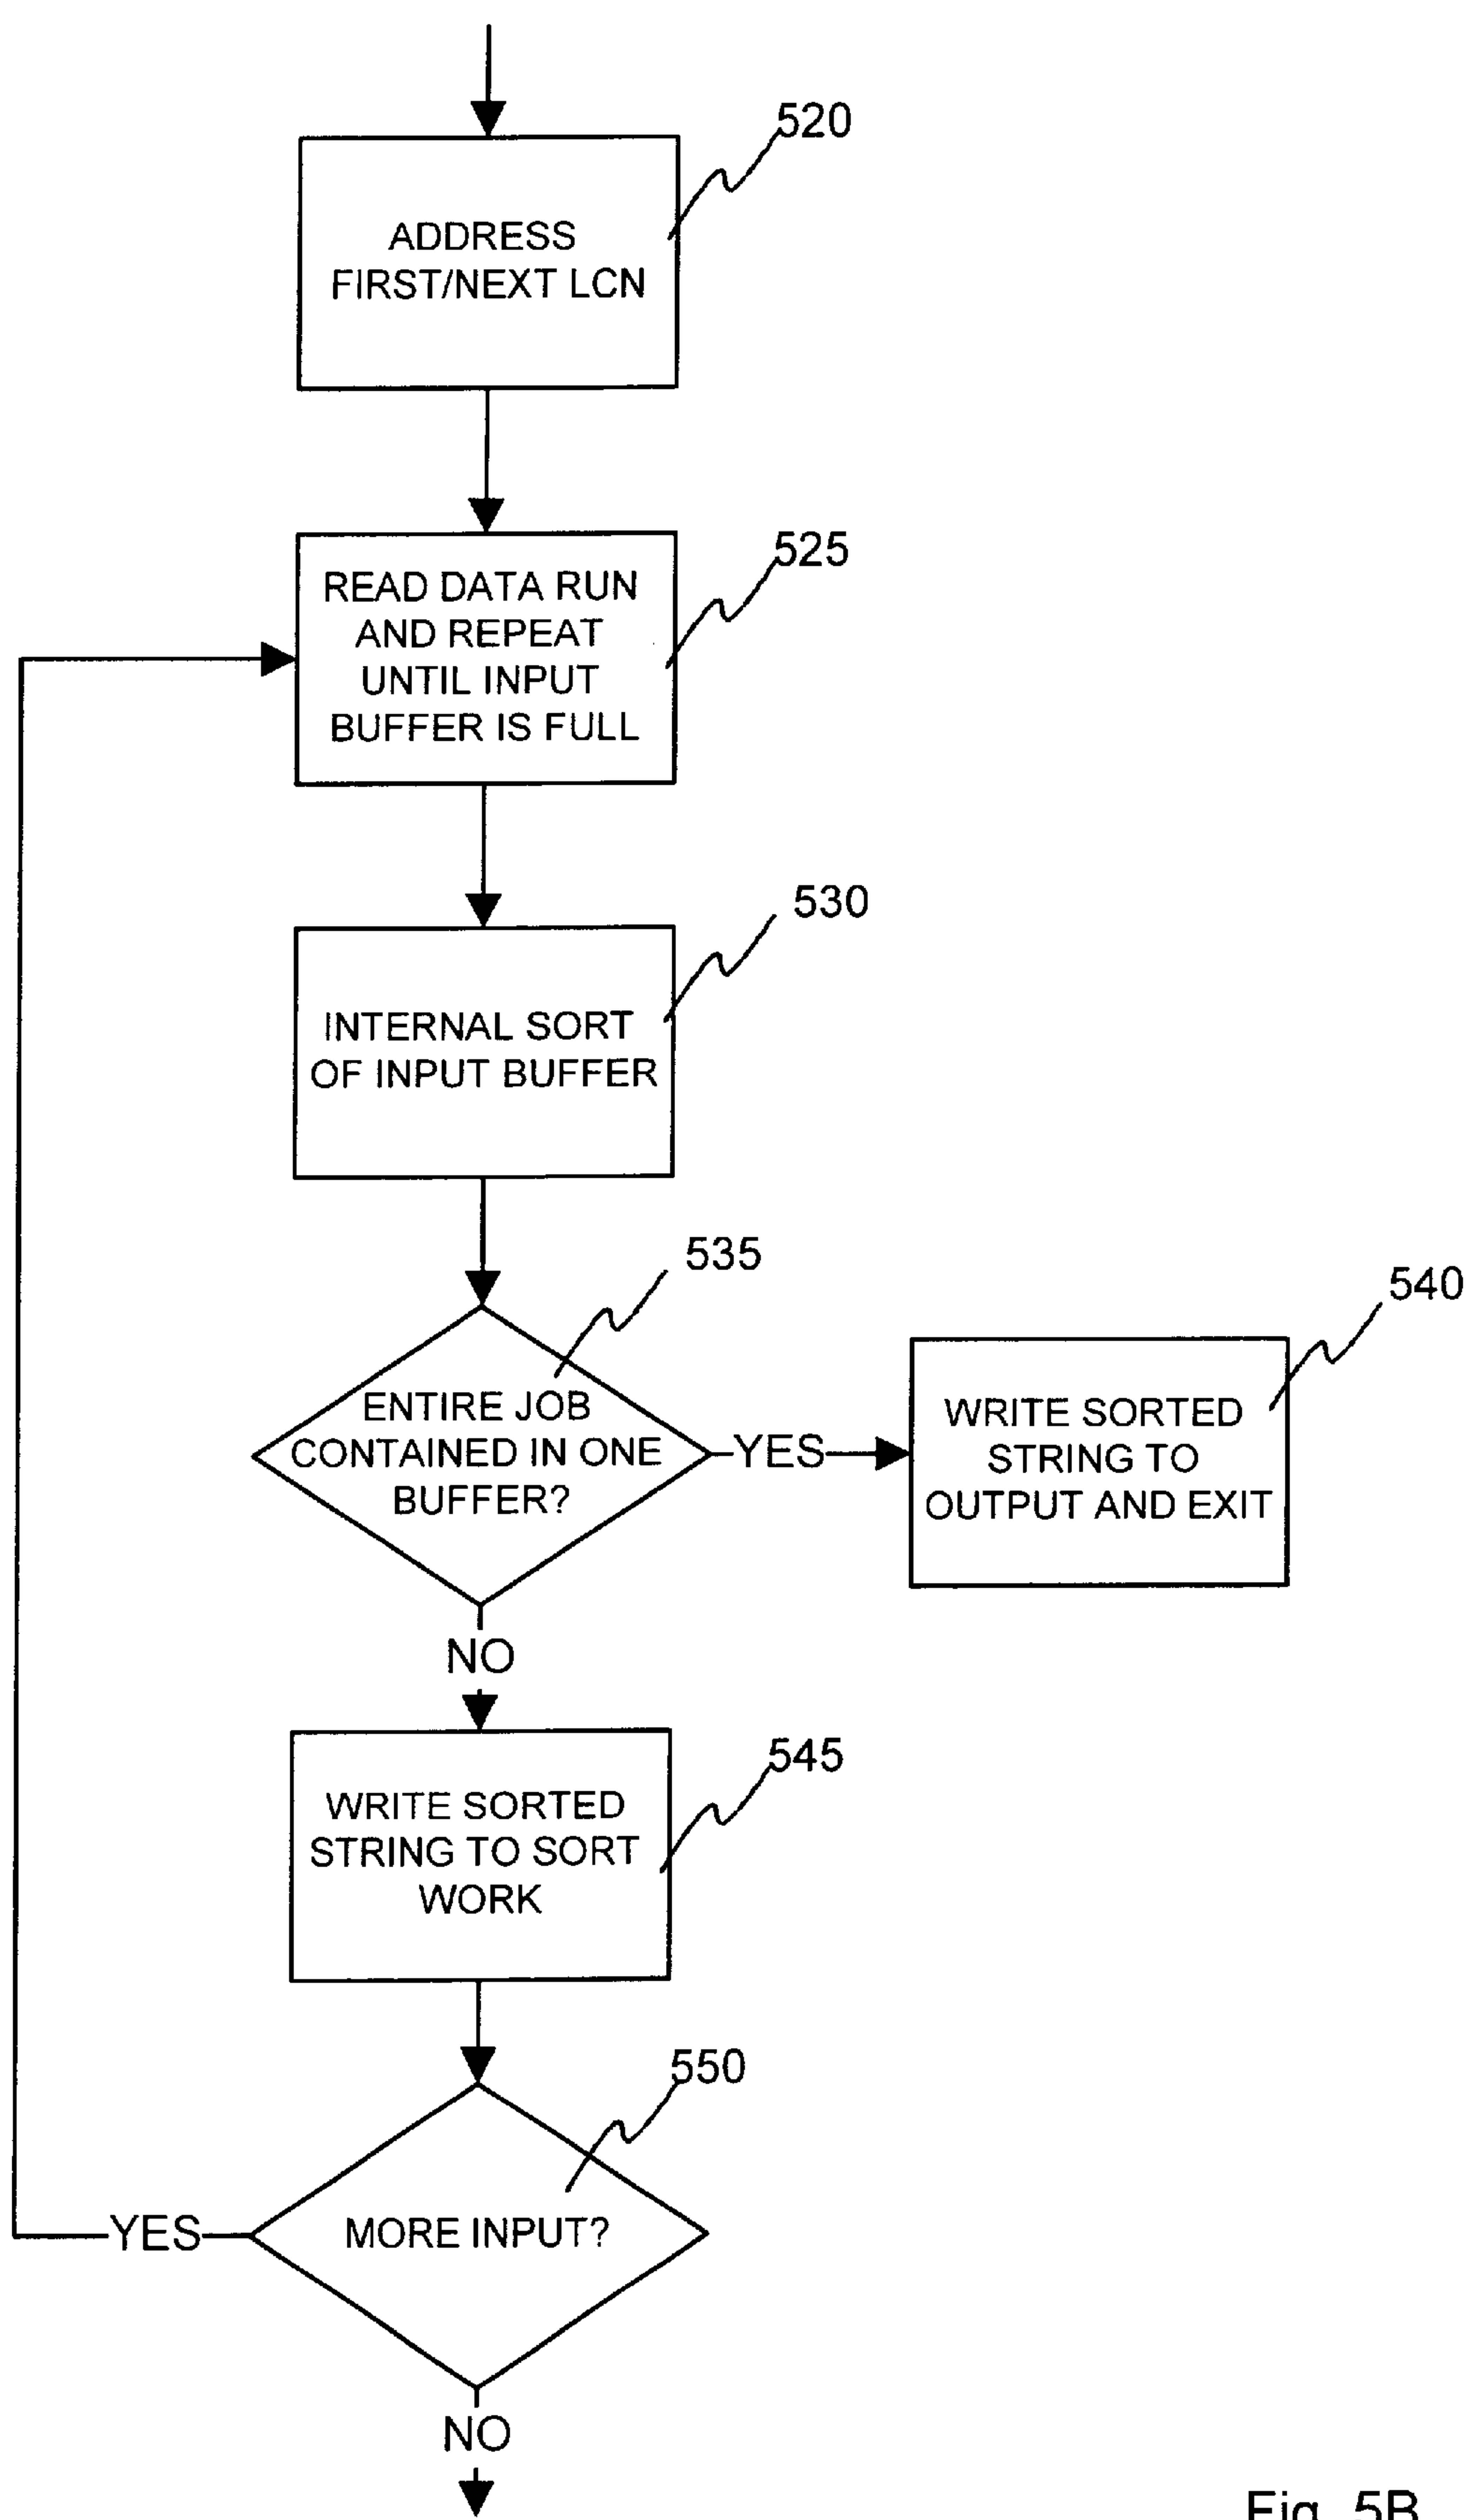 520
ADDRESS
FIRST/NEXT LCN
525
READ DATA RUN
AND REPEAT
UNTIL INPUT
BUFFER IS FULL
530
INTERNAL SORT
OF INPUT BUFFER
535
540
ENTIRE JOB
CONTAINED IN ONE
BUFFER?
YES
WRITE SORTED
STRING TO
OUTPUT AND EXIT
NO
545
WRITE SORTED
STRING TO SORT
WORK
550
MORE INPUT?
YES
NO
Fig. 5B